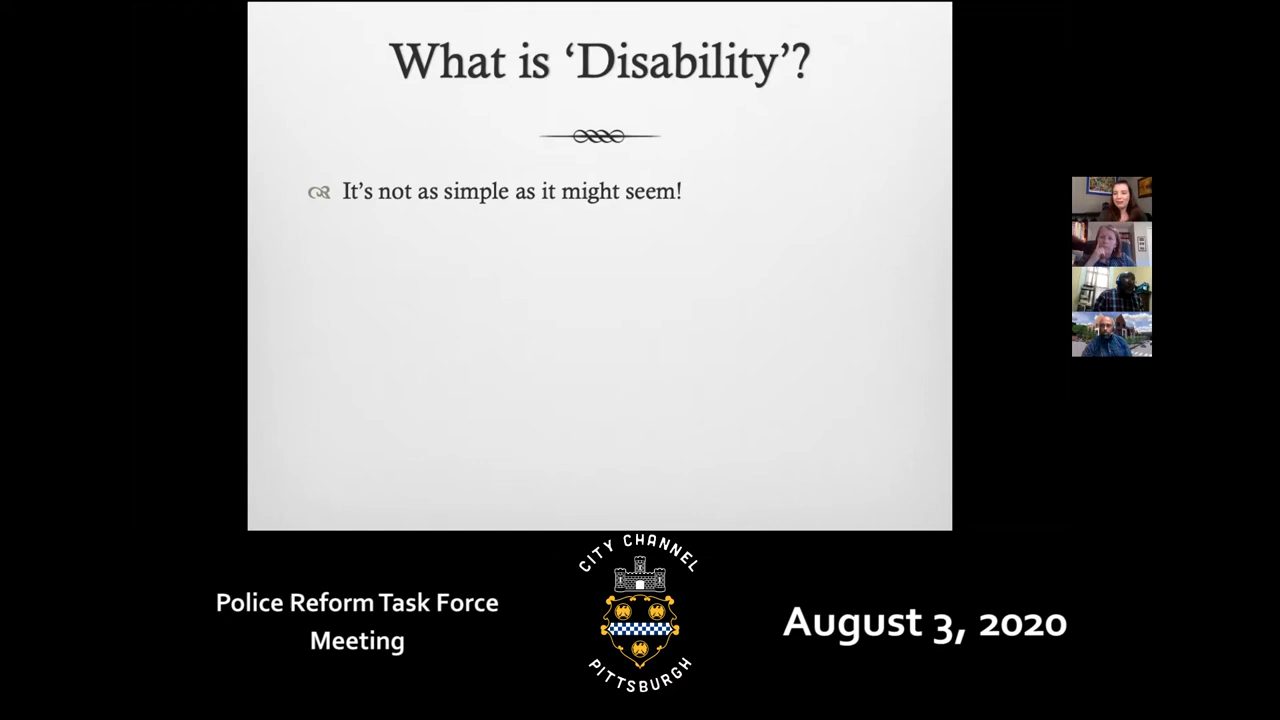 What is ‘Disability’?
It’s not as simple as it might seem!
CITY CHANNEL
PITTSBURGH
Police Reform Task Force
Meeting
August 3, 2020